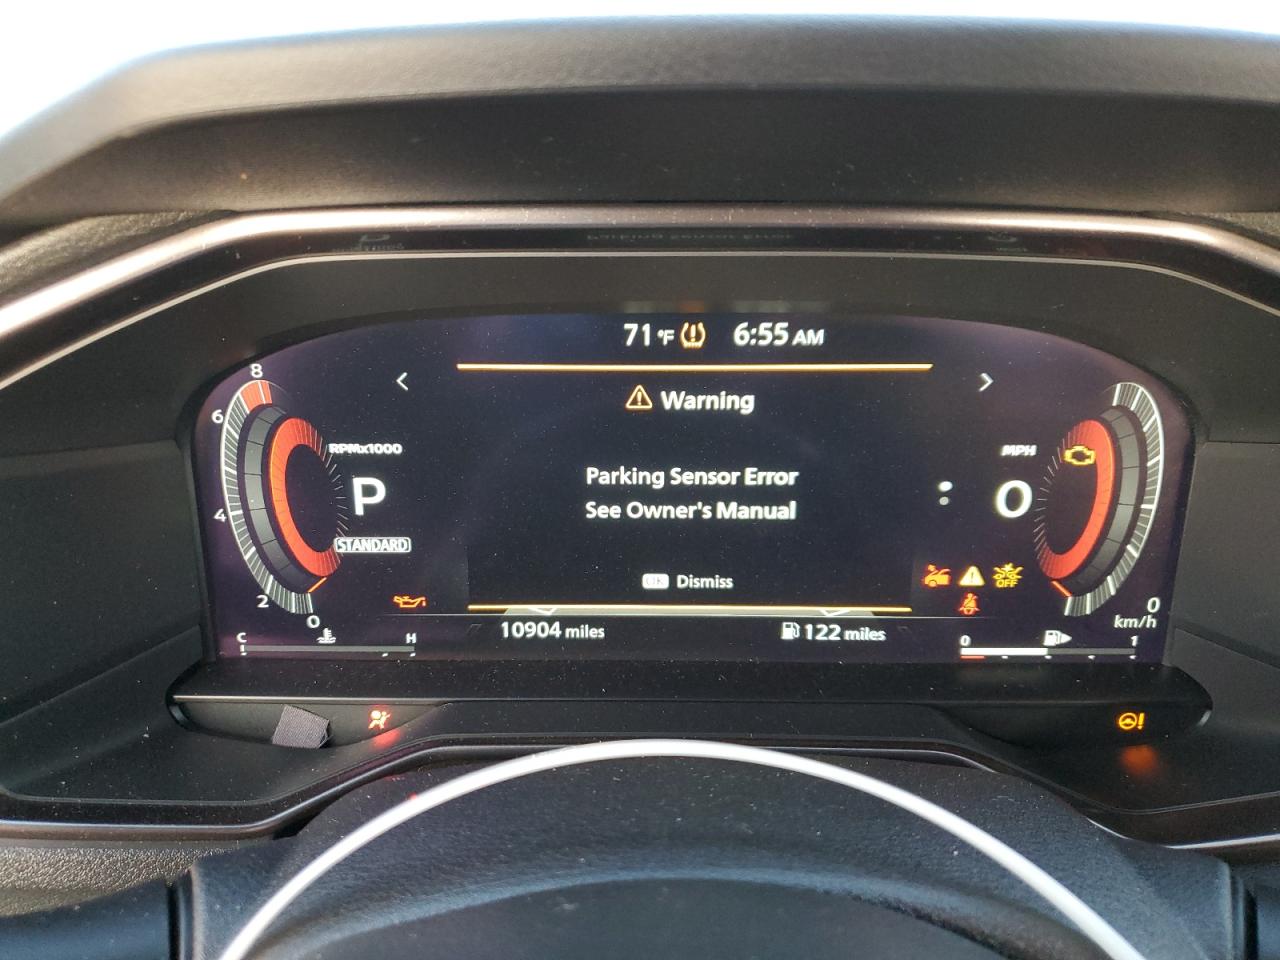 71°F 6:55 AM
8
6
4
2
0
RPMx1000
P
STANDARD
C H
Warning
Parking Sensor Error
See Owner's Manual
OK Dismiss
10904 miles
122 miles
MPH
0
OFF
0
km/h
0 1